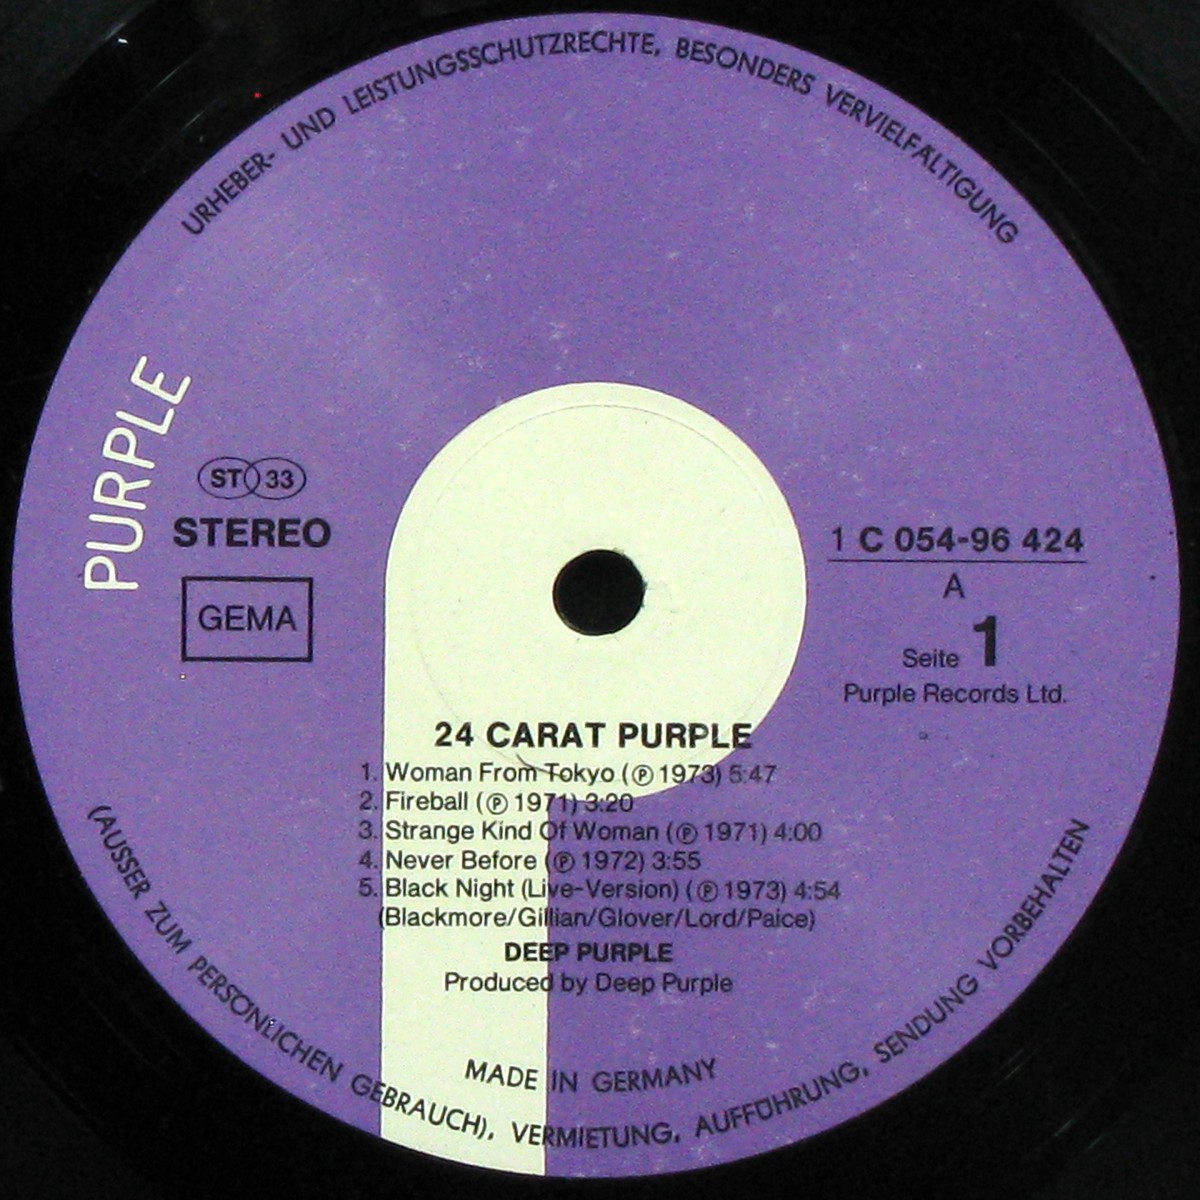 URHEBER- UND LEISTUNGSSCHUTZRECHTE, BESONDERS VERVIELFÄLTIGUNG
PURPLE
ST 33
STEREO
GEMA
1 C 054-96 424
A
Seite 1
Purple Records Ltd.
24 CARAT PURPLE
1. Woman From Tokyo (℗ 1973) 5:47
2. Fireball (℗ 1971) 3:20
3. Strange Kind Of Woman (℗ 1971) 4:00
4. Never Before (℗ 1972) 3:55
5. Black Night (Live-Version) (℗ 1973) 4:54
(Blackmore/Gillian/Glover/Lord/Paice)
DEEP PURPLE
Produced by Deep Purple
MADE IN GERMANY
(AUSSER ZUM PERSÖNLICHEN GEBRAUCH), VERMIETUNG, AUFFÜHRUNG, SENDUNG VORBEHALTEN